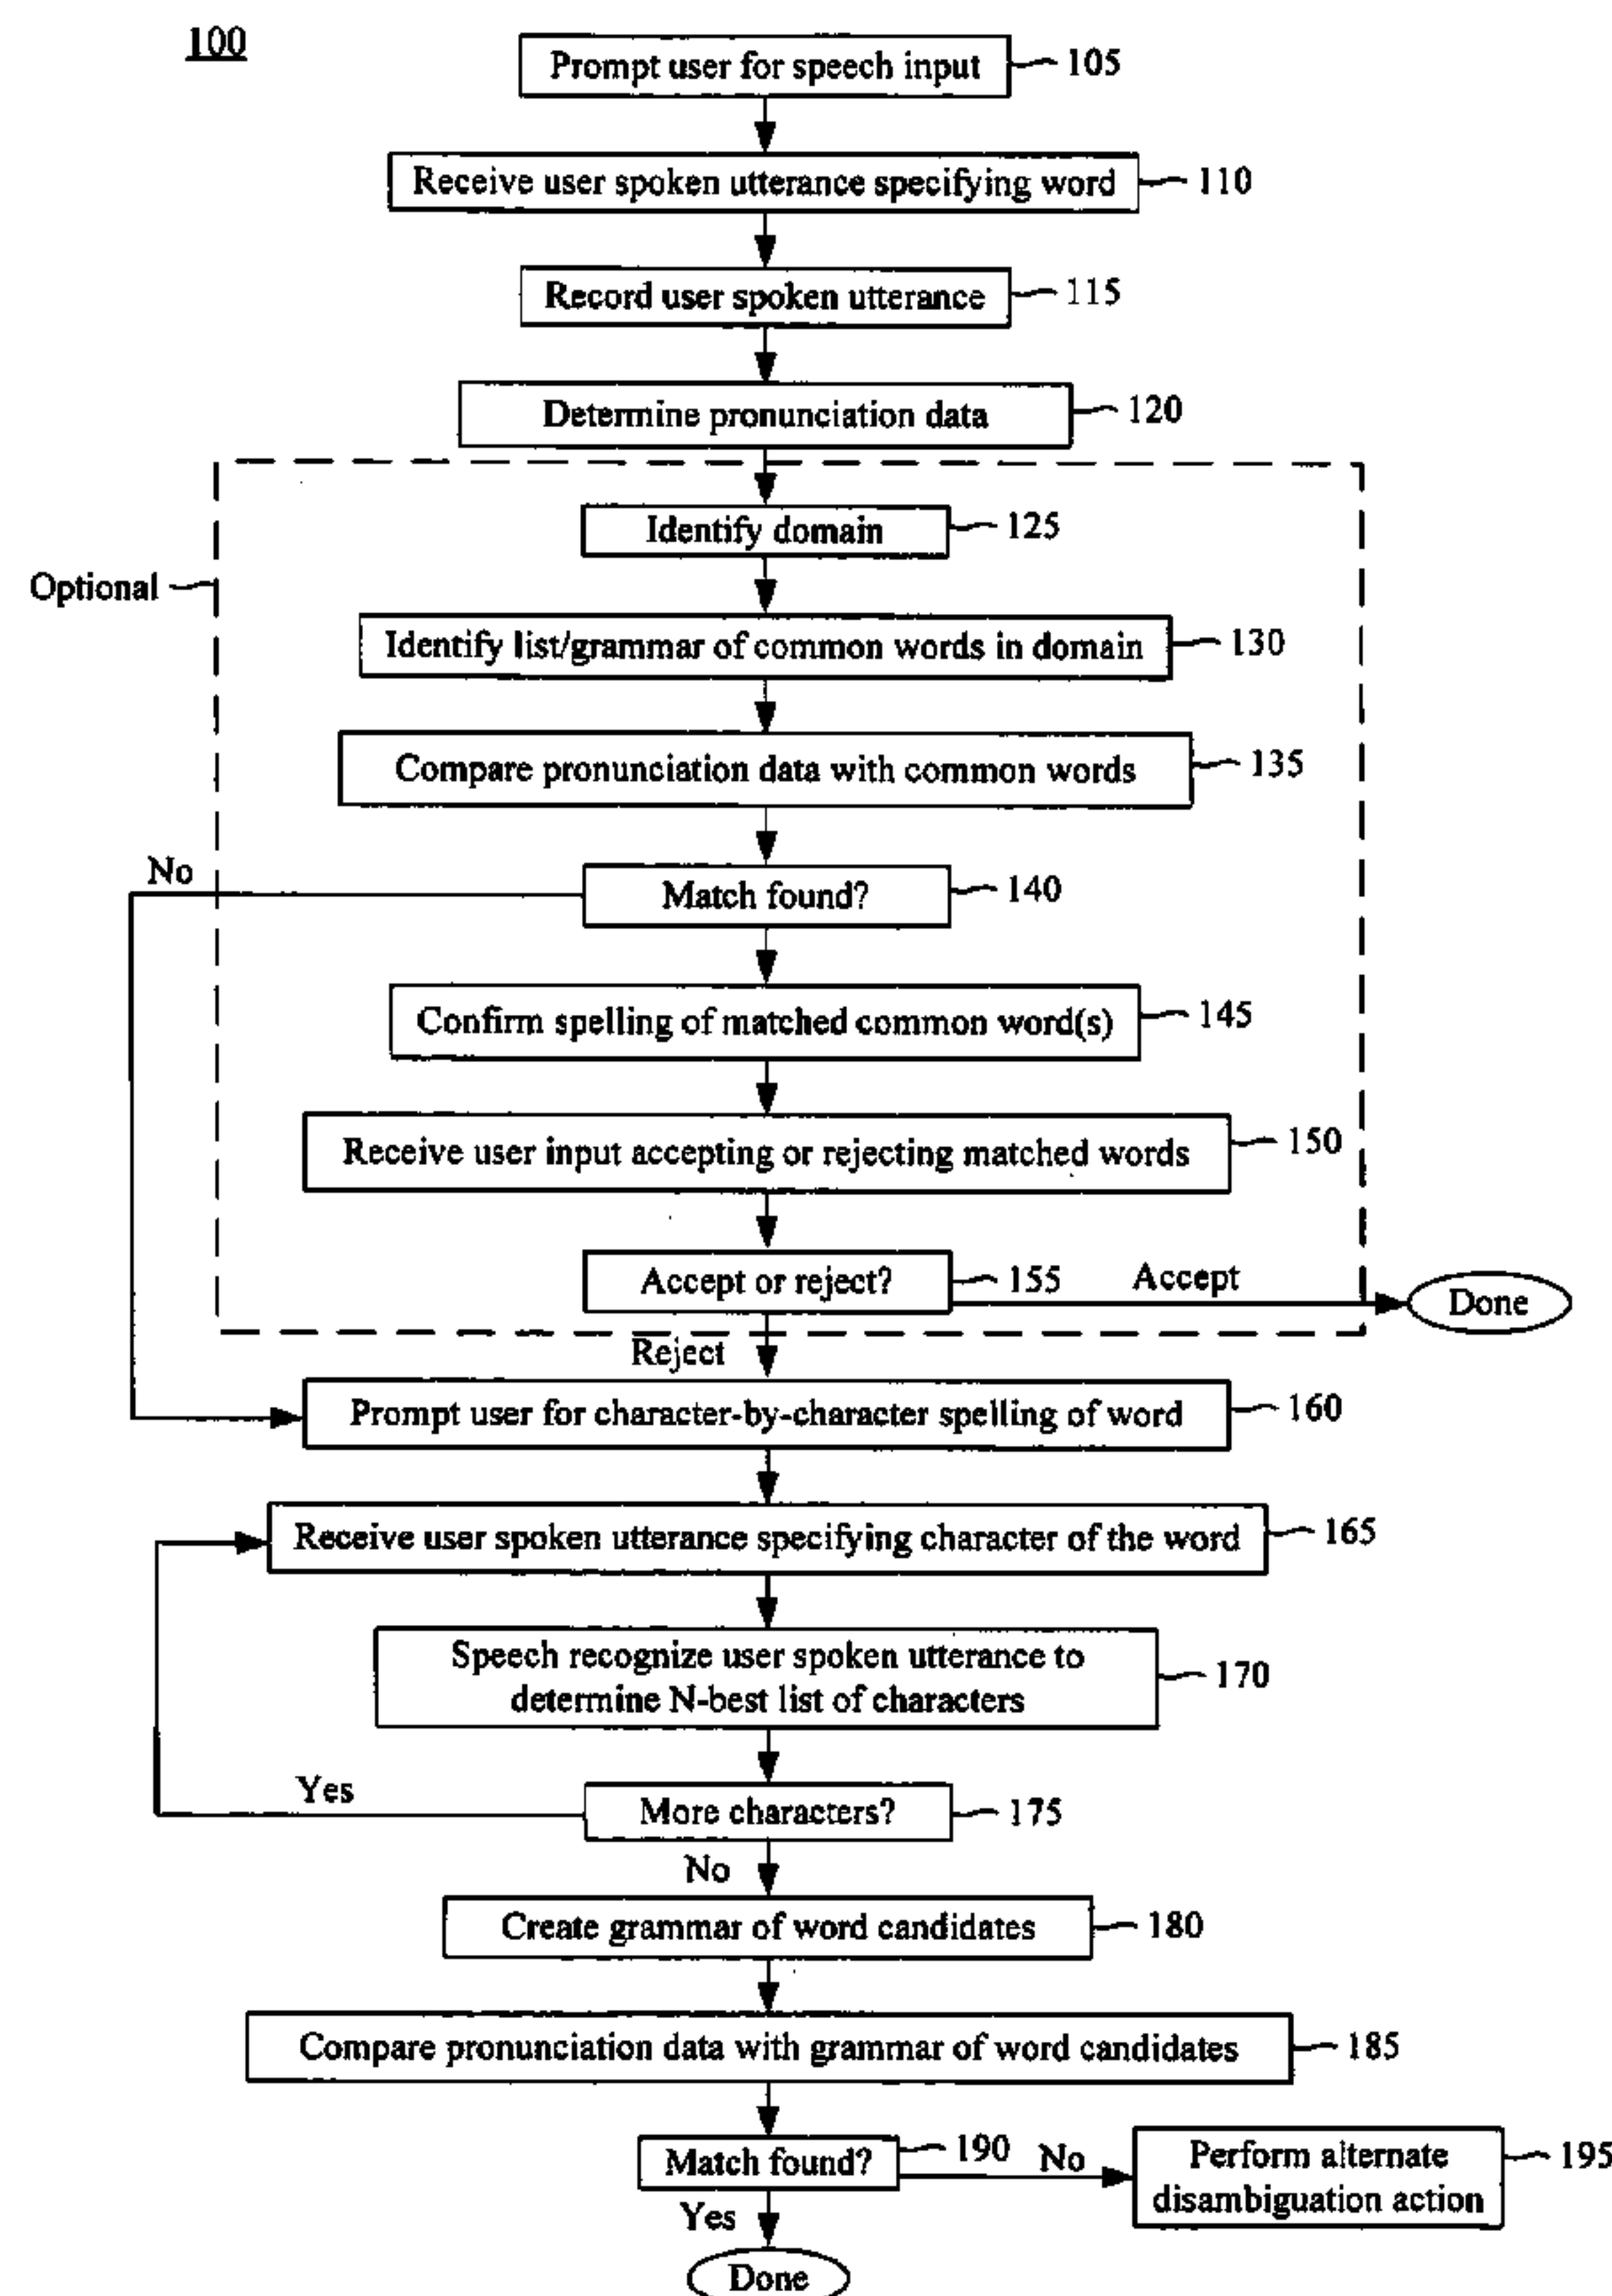 100
Prompt user for speech input
105
Receive user spoken utterance specifying word
110
Record user spoken utterance
115
Determine pronunciation data
120
Identify domain
125
Optional
Identify list/grammar of common words in domain
130
Compare pronunciation data with common words
135
No
Match found?
140
Confirm spelling of matched common word(s)
145
Receive user input accepting or rejecting matched words
150
Accept or reject?
155
Accept
Done
Reject
Prompt user for character-by-character spelling of word
160
Receive user spoken utterance specifying character of the word
165
Speech recognize user spoken utterance to
determine N-best list of characters
170
Yes
More characters?
175
No
Create grammar of word candidates
180
Compare pronunciation data with grammar of word candidates
185
Match found?
190
No
Perform alternate
disambiguation action
195
Yes
Done